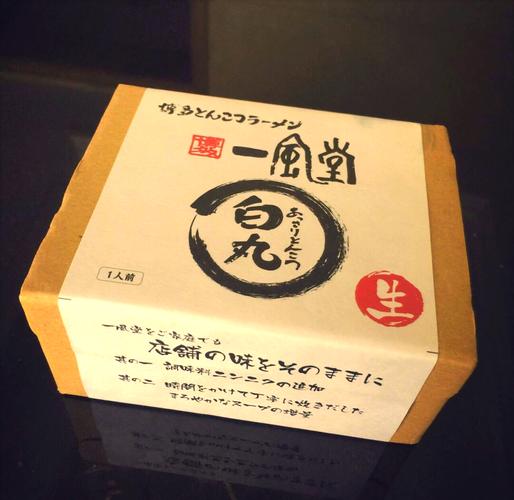 博多とんこつラーメン
博多 一風堂
白丸
あっさりとんこつ
1人前
生
一風堂をご家庭でも
店舗の味をそのままに
其の一 調味料ニンニクの追加
其の二 時間をかけて丁寧に炊きだした
まろやかなスープの指葦